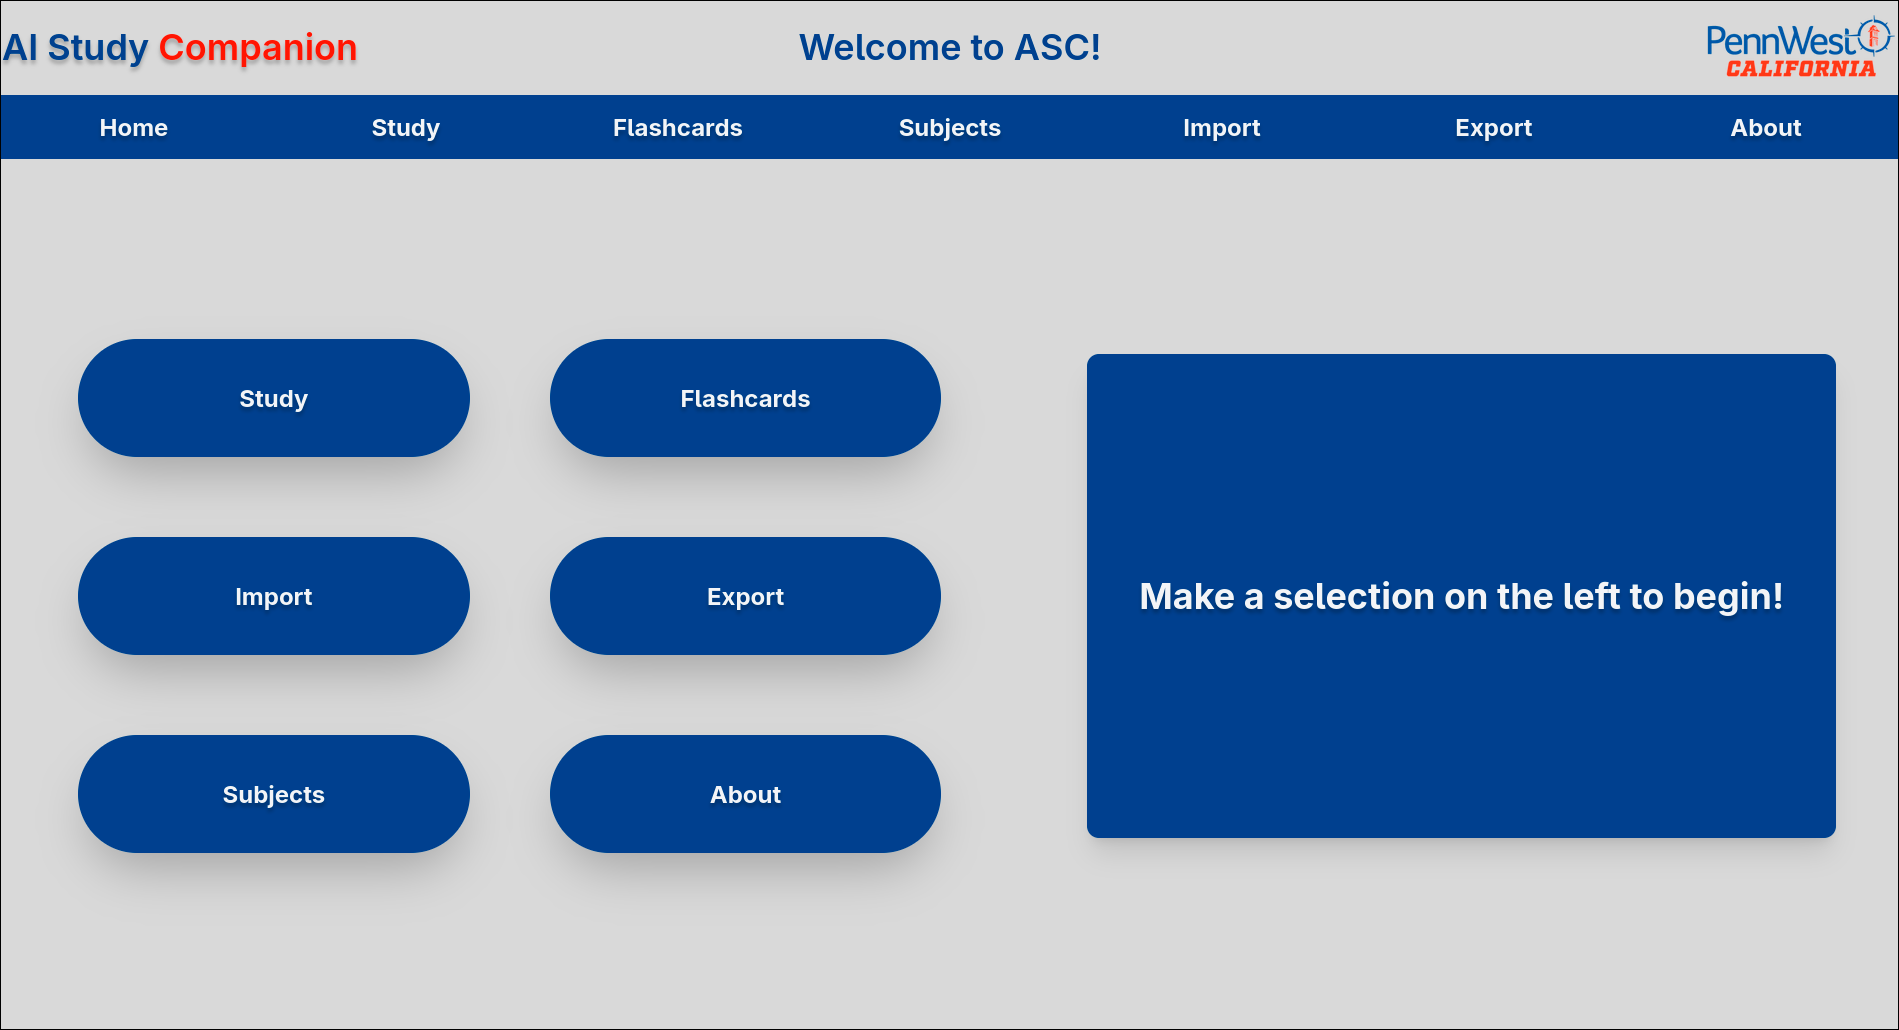 AI Study Companion
Welcome to ASC!
PennWest
CALIFORNIA
Home
Study
Flashcards
Subjects
Import
Export
About
Study
Flashcards
Import
Export
Subjects
About
Make a selection on the left to begin!